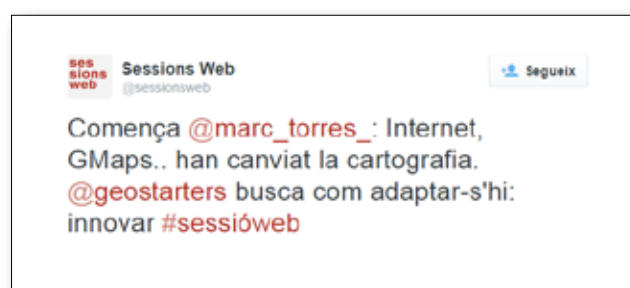 ses
sions
web
Sessions Web
@sessionsweb
Segueix
Comença @marc_torres_: Internet,
GMaps.. han canviat la cartografia.
@geostarters busca com adaptar-s'hi:
innovar #sessióweb